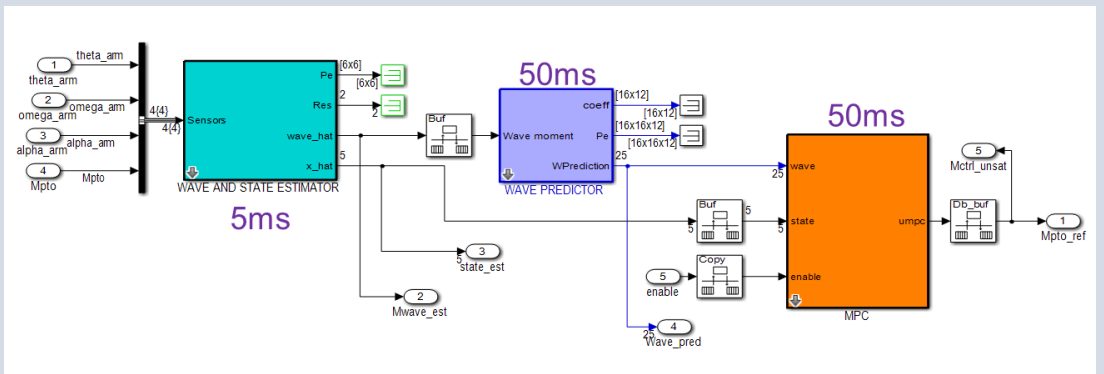 theta_arm
1
theta_arm
2
omega_arm
omega_arm
3
alpha_arm
alpha_arm
4
Mpto
Mpto
4{4}
4{4}
Sensors
Pe
Res
wave_hat
x_hat
WAVE AND STATE ESTIMATOR
5ms
[6x6]
[6x6]
2
2
5
Buf
50ms
Wave moment
coeff
Pe
WPrediction
WAVE PREDICTOR
[16x12]
[16x12]
[16x16x12]
[16x16x12]
25
3
5
state_est
2
Mwave_est
Buf
5
5
Copy
5
enable
4
25
Wave_pred
50ms
25
wave
5
state
enable
umpc
MPC
Db_buf
5
Mctrl_unsat
1
Mpto_ref